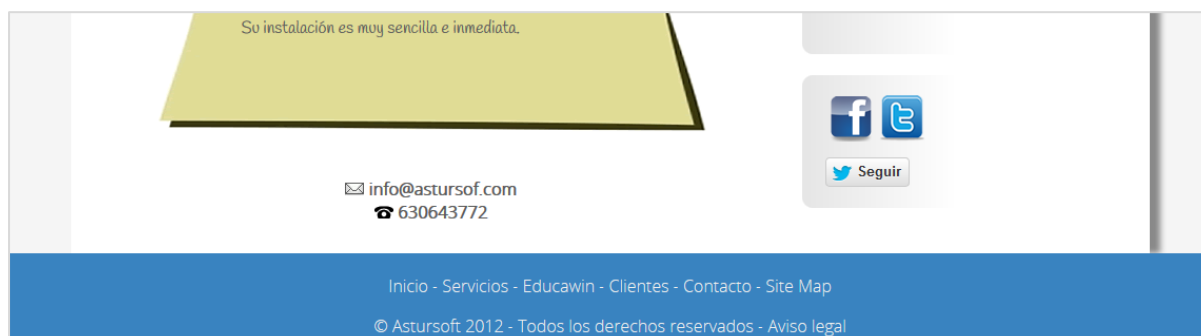 Su instalación es muy sencilla e inmediata.
Seguir
info@astursof.com
630643772
Inicio - Servicios - Educawin - Clientes - Contacto - Site Map
© Astursoft 2012 - Todos los derechos reservados - Aviso legal